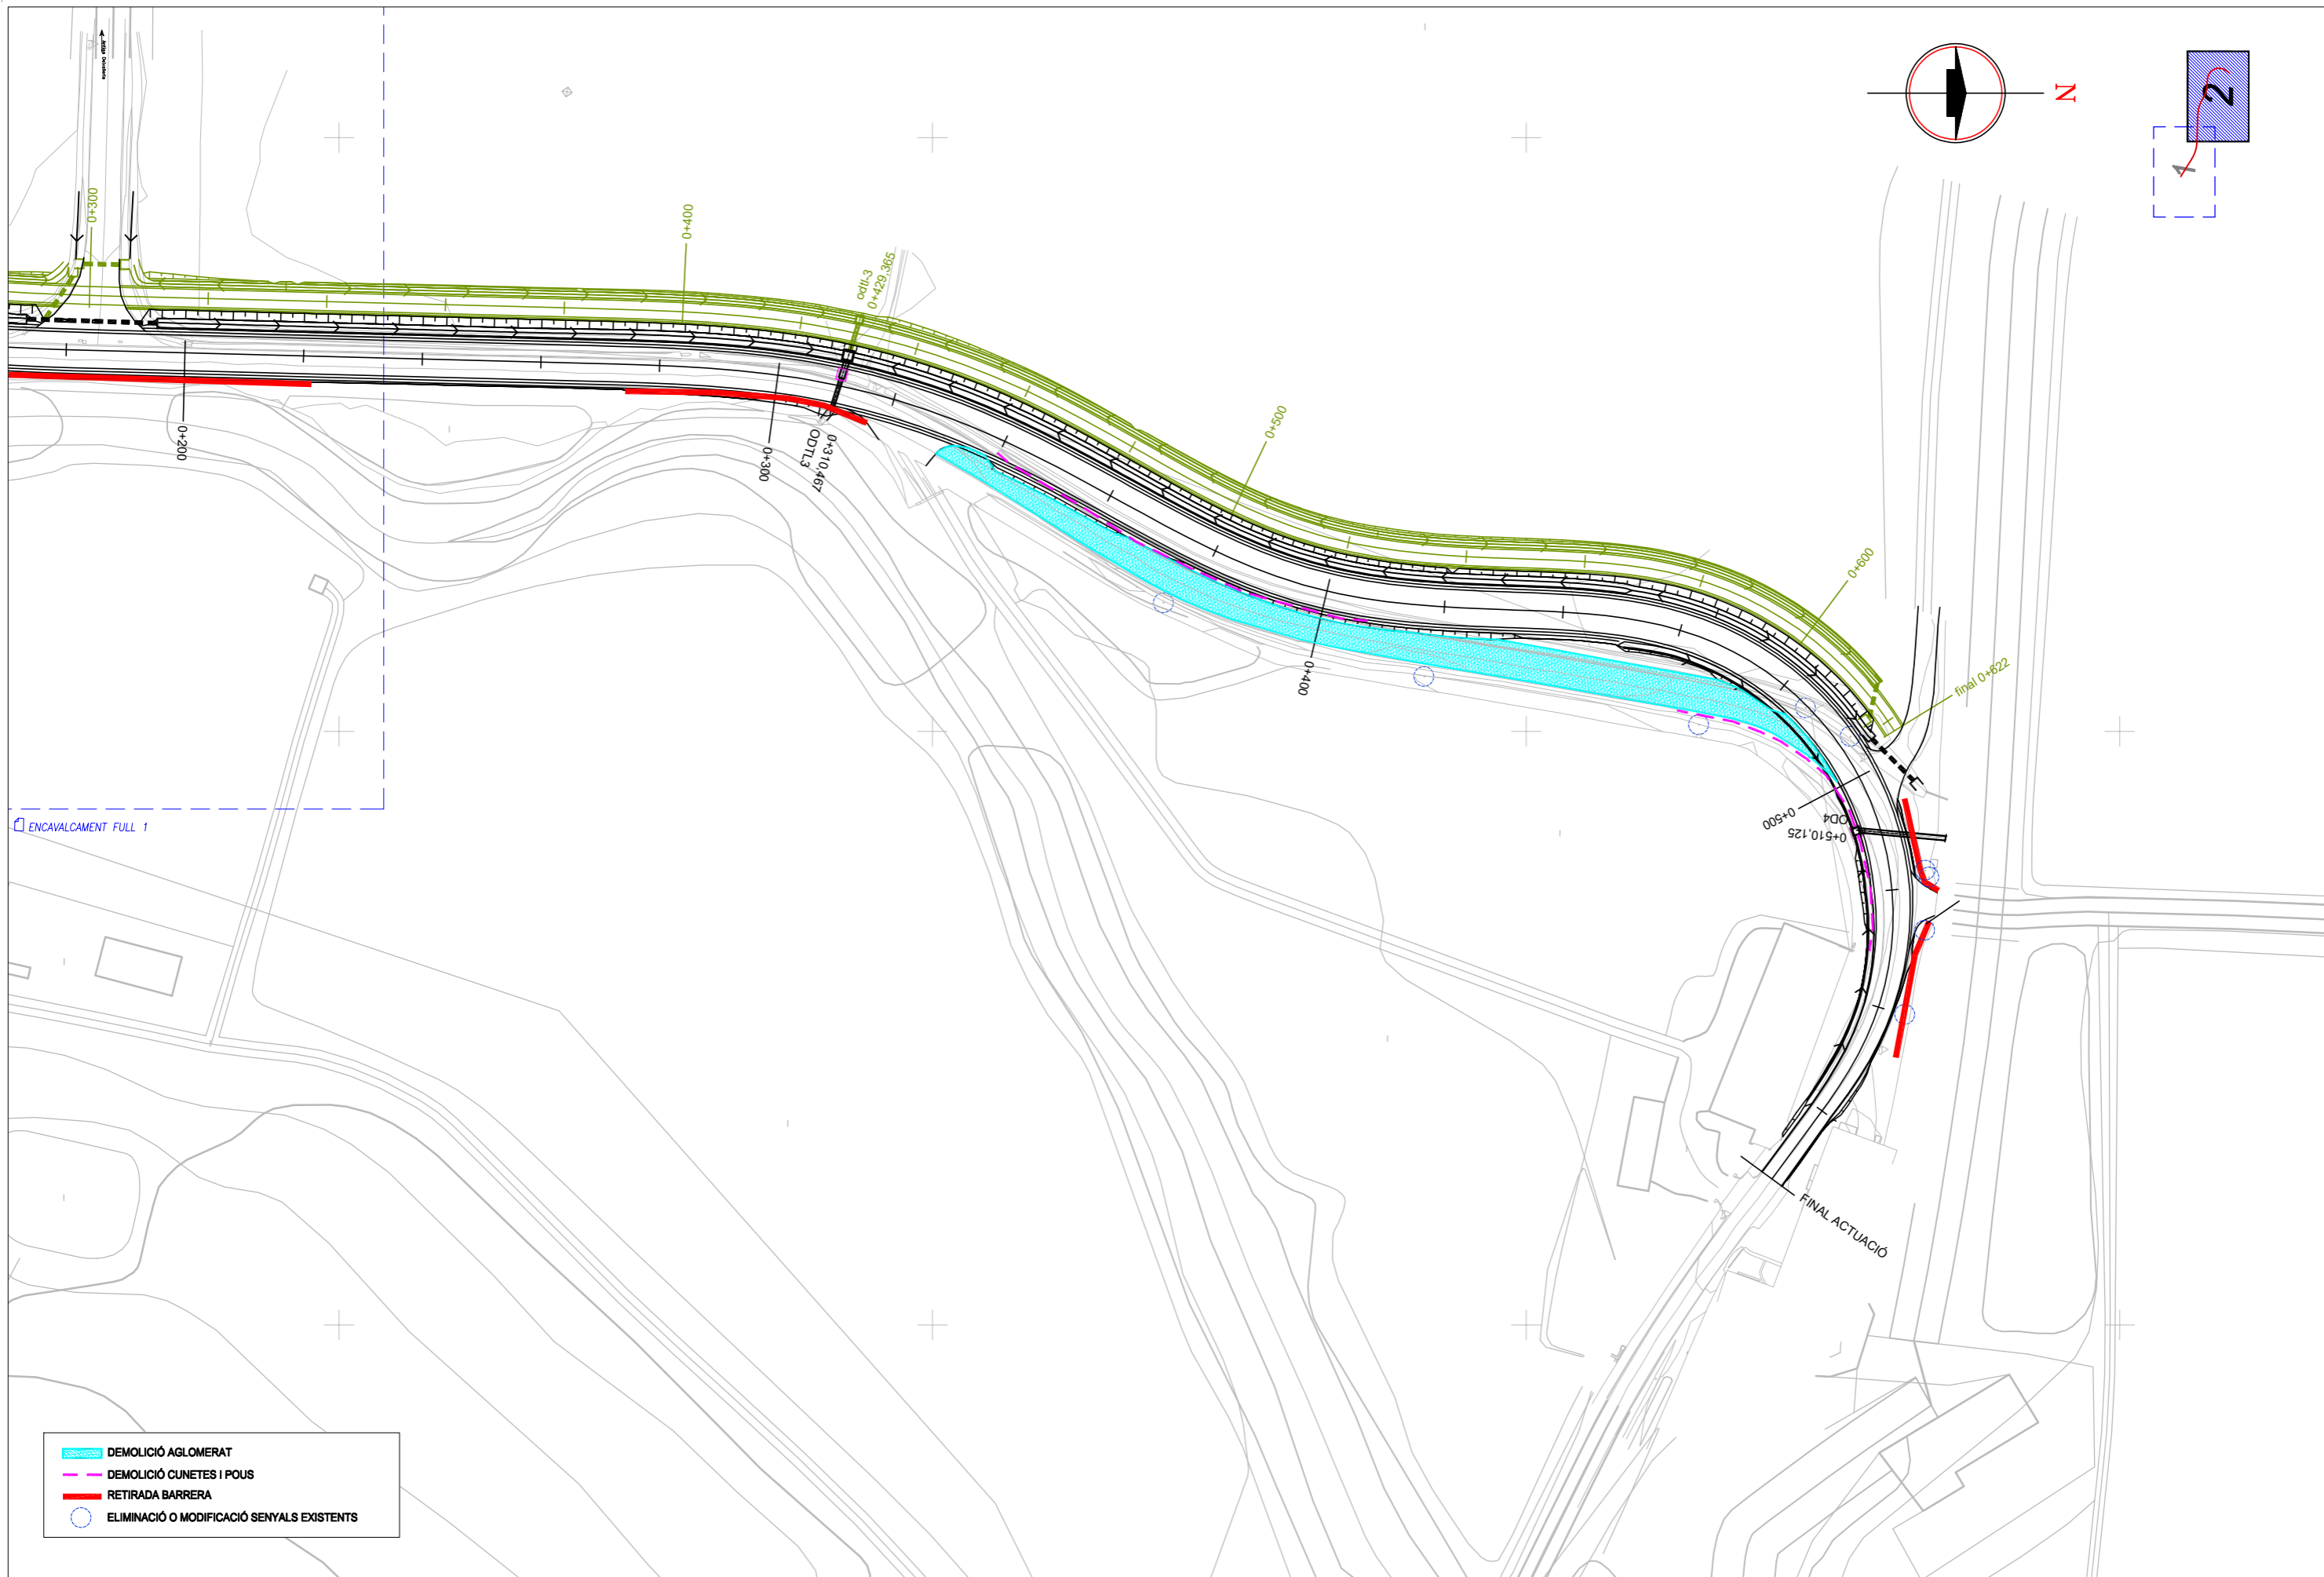 N
2
1
0+300
0+400
odtl-3
0+429,365
0+500
0+600
final 0+622
0+200
0+300
0+310,467
ODTL3
0+400
0+500
OD4
0+510,125
ENCAVALCAMENT FULL 1
FINAL ACTUACIÓ
DEMOLICIÓ AGLOMERAT
DEMOLICIÓ CUNETES I POUS
RETIRADA BARRERA
ELIMINACIÓ O MODIFICACIÓ SENYALS EXISTENTS